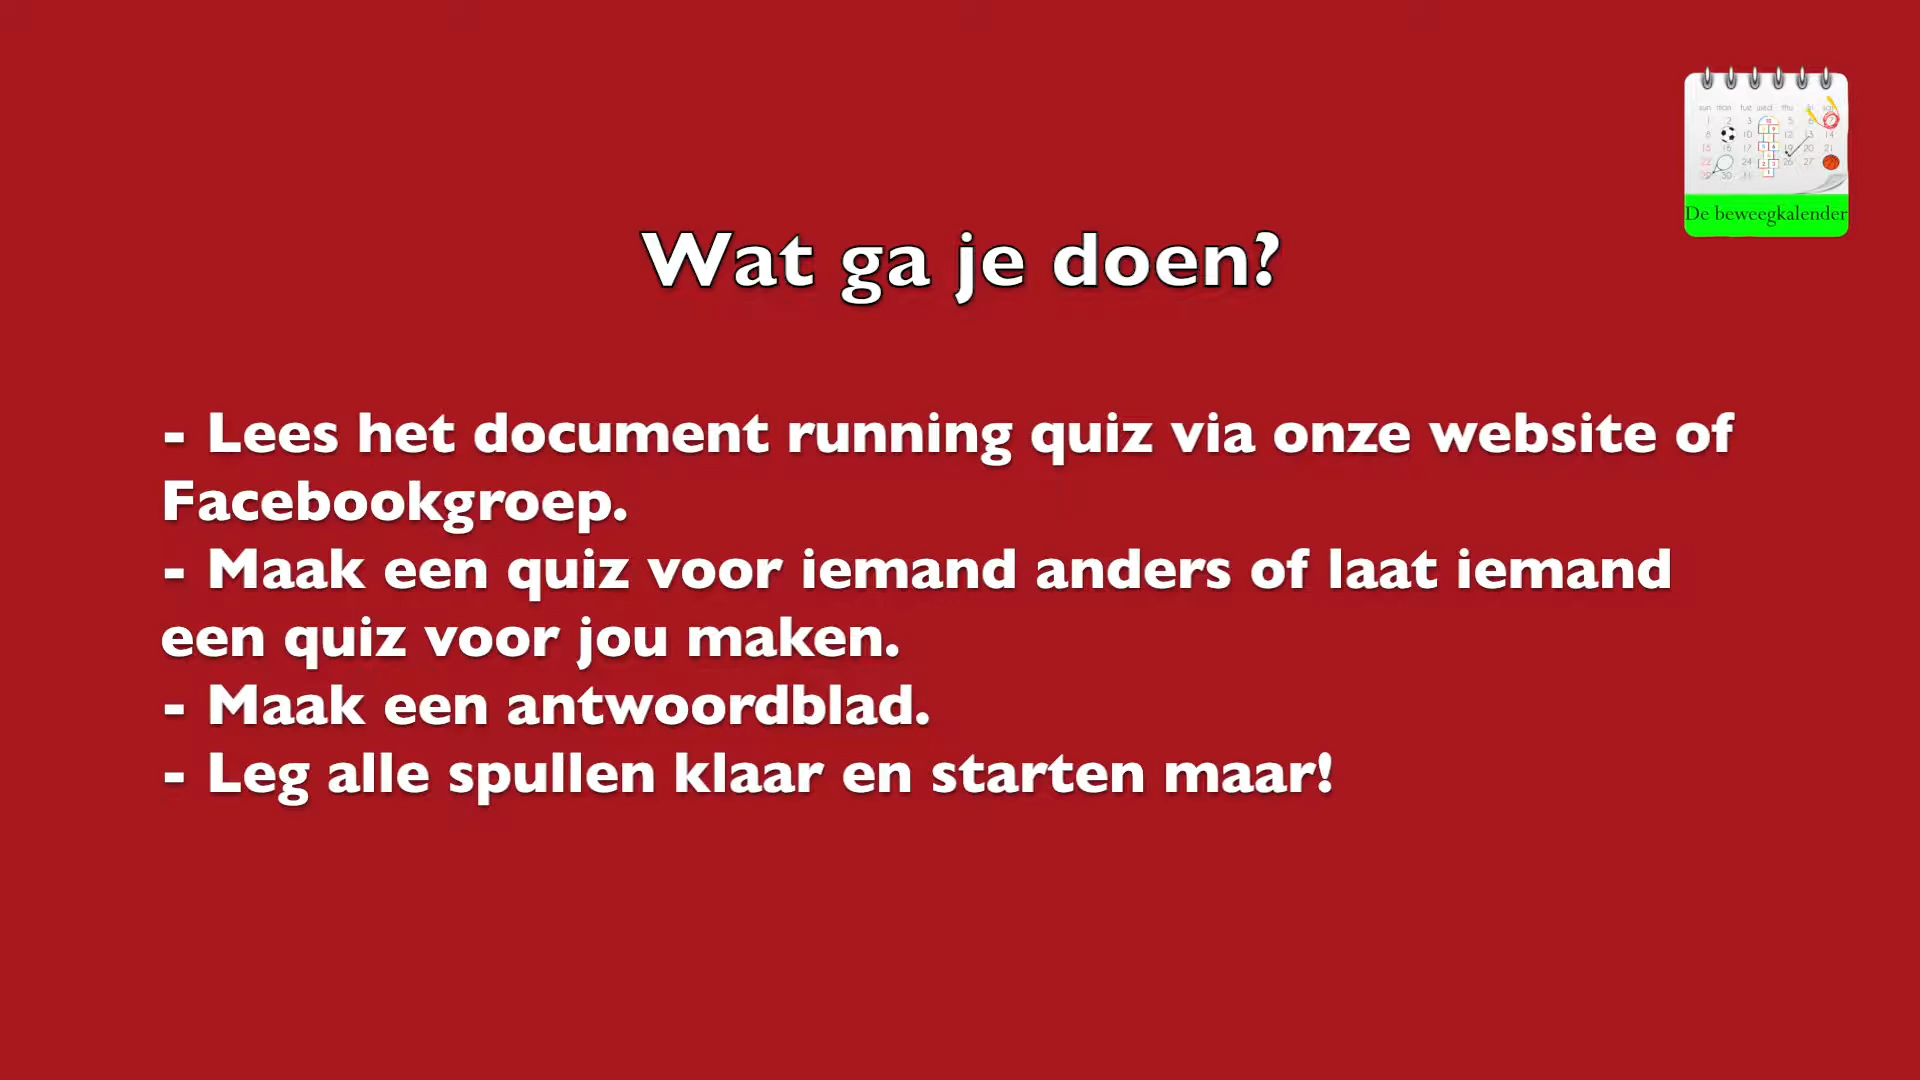 De beweegkalender
Wat ga je doen?
- Lees het document running quiz via onze website of
Facebookgroep.
- Maak een quiz voor iemand anders of laat iemand
een quiz voor jou maken.
- Maak een antwoordblad.
- Leg alle spullen klaar en starten maar!